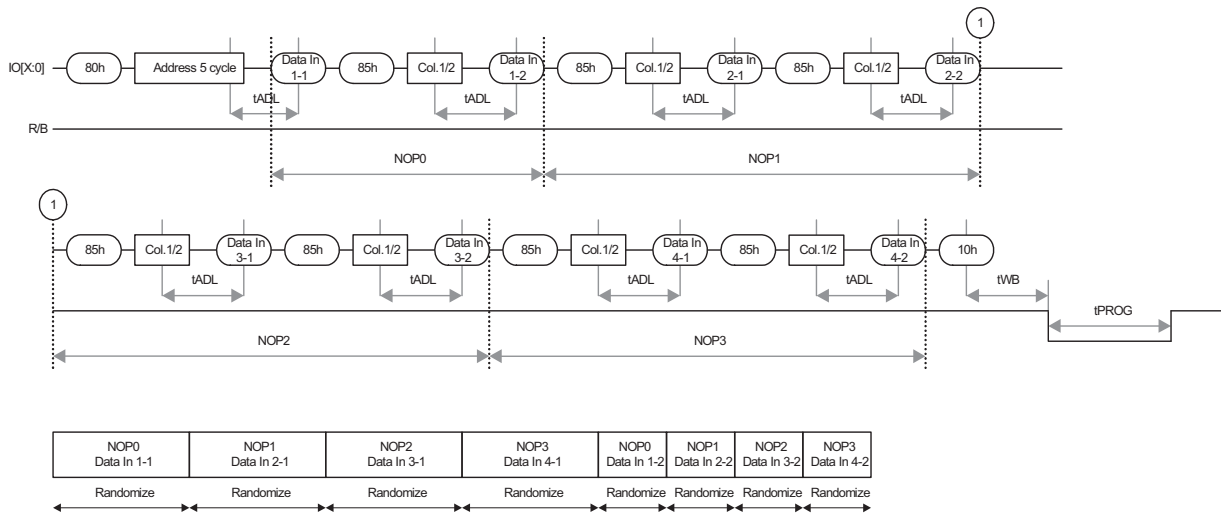 1
IO[X:0] 80h Address 5 cycle Data In 1-1 85h Col.1/2 Data In 1-2 85h Col.1/2 Data In 2-1 85h Col.1/2 Data In 2-2
tADL tADL tADL tADL
R/B
NOP0 NOP1
1
85h Col.1/2 Data In 3-1 85h Col.1/2 Data In 3-2 85h Col.1/2 Data In 4-1 85h Col.1/2 Data In 4-2 10h
tADL tADL tADL tADL tWB
tPROG
NOP2 NOP3
NOP0 NOP1 NOP2 NOP3 NOP0 NOP1 NOP2 NOP3
Data In 1-1 Data In 2-1 Data In 3-1 Data In 4-1 Data In 1-2 Data In 2-2 Data In 3-2 Data In 4-2
Randomize Randomize Randomize Randomize Randomize Randomize Randomize Randomize